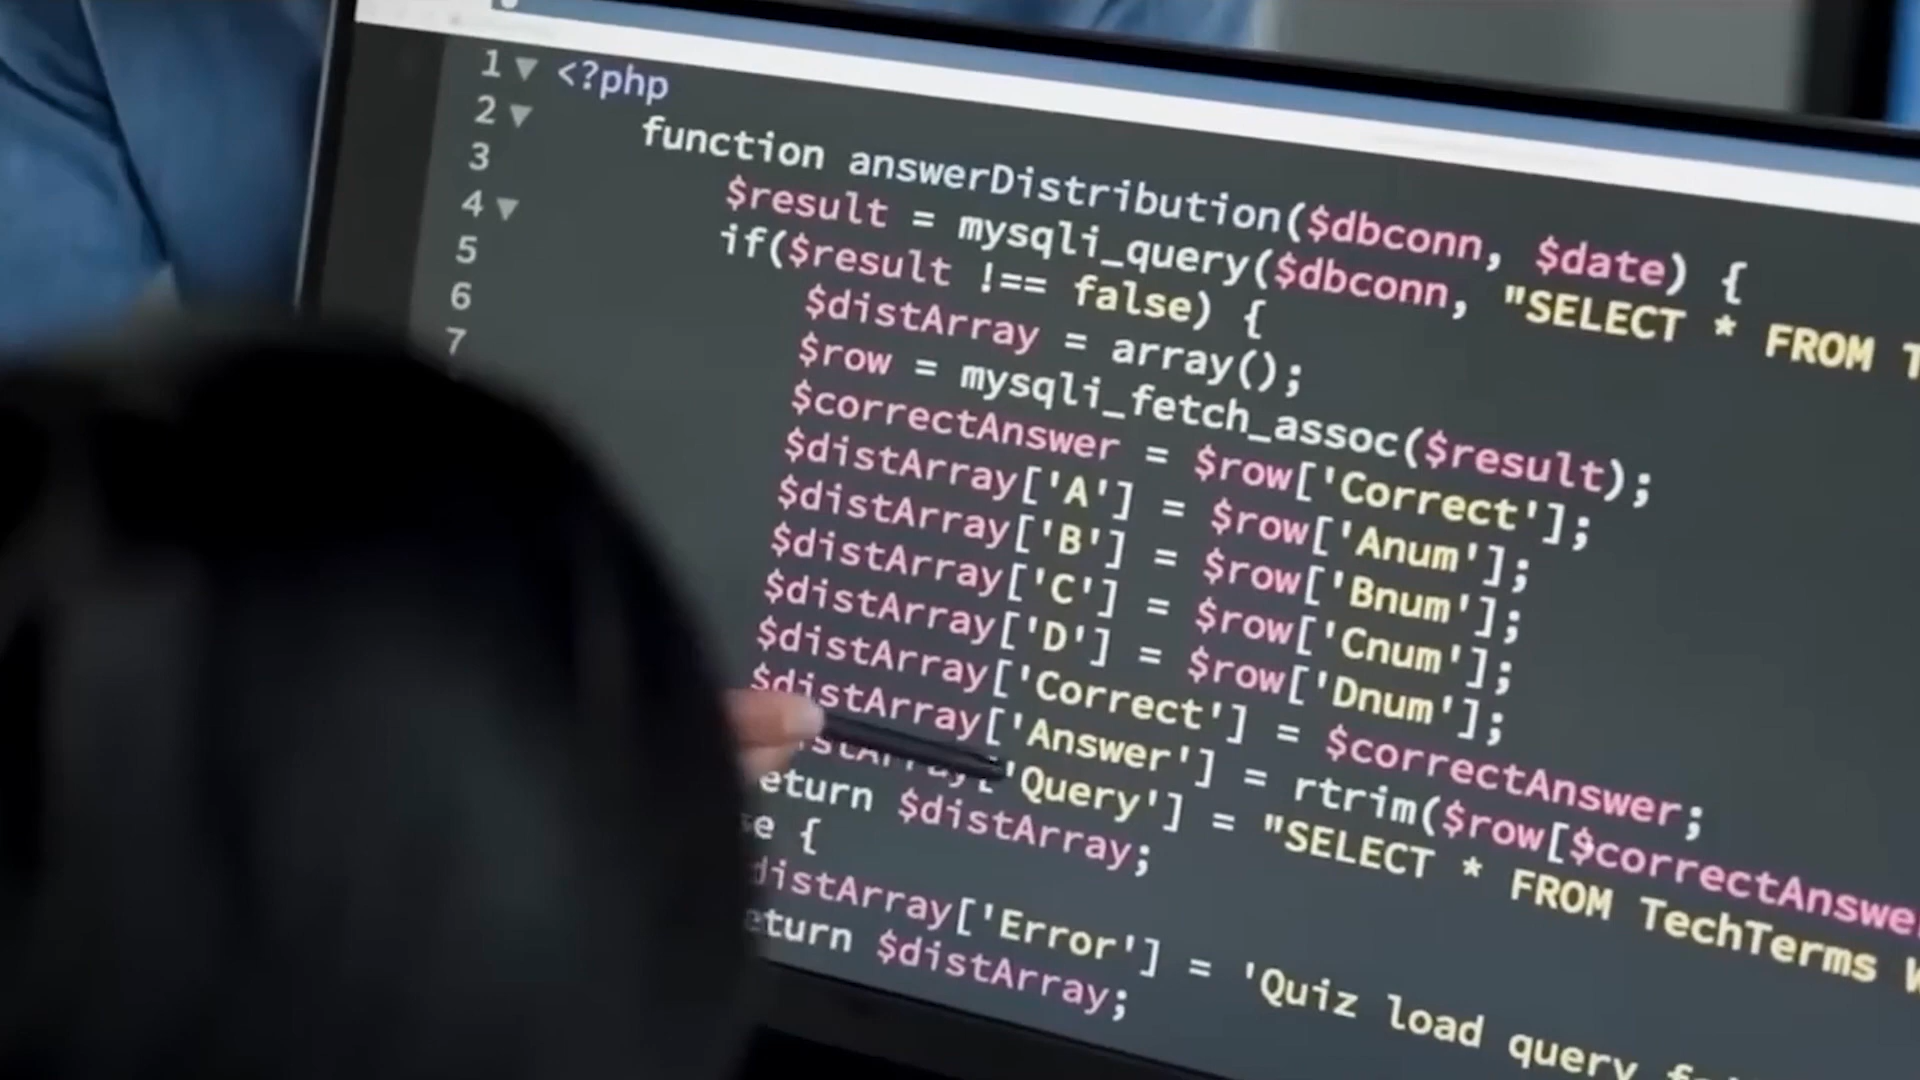 1 <?php
2 function answerDistribution($dbconn, $date) {
3 $result = mysqli_query($dbconn, "SELECT * FROM
4 if($result !== false) {
5 $distArray = array();
6 $row = mysqli_fetch_assoc($result);
7 $correctAnswer = $row['Correct'];
$distArray['A'] = $row['Anum'];
$distArray['B'] = $row['Bnum'];
$distArray['C'] = $row['Cnum'];
$distArray['D'] = $row['Dnum'];
$distArray['Correct'] = $correctAnswer;
$distArray['Answer'] = rtrim($row[$correctAnswe
['Query'] = "SELECT * FROM TechTerms W
eturn $distArray;
se {
distArray['Error'] = 'Quiz load query
eturn $distArray;